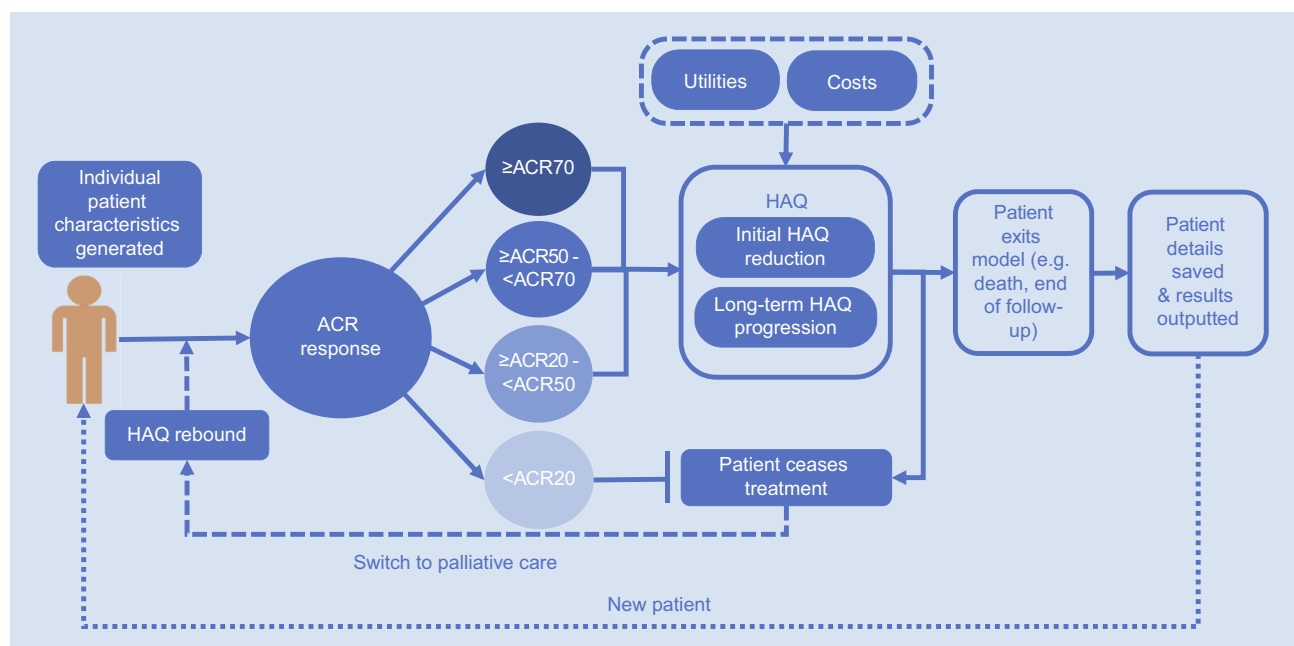 Utilities
Costs
≥ACR70
Individual
patient
characteristics
generated
HAQ
Initial HAQ
reduction
Long-term HAQ
progression
≥ACR50 -
<ACR70
Patient
exits
model (e.g.
death, end
of follow-
up)
Patient
details
saved
& results
outputted
ACR
response
≥ACR20 -
<ACR50
HAQ rebound
<ACR20
Patient ceases
treatment
Switch to palliative care
New patient